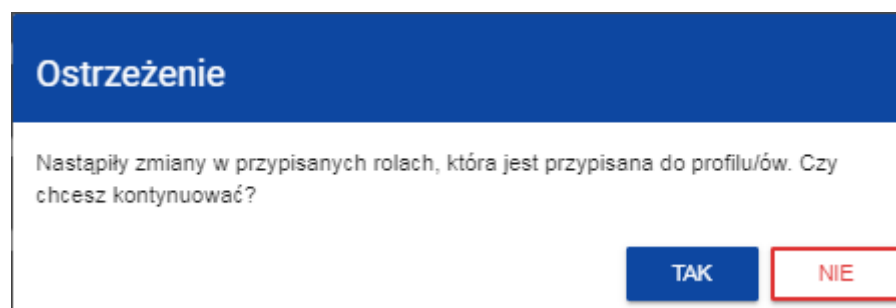 Ostrzeżenie
Nastąpiły zmiany w przypisanych rolach, która jest przypisana do profilu/ów. Czy
chcesz kontynuować?
TAK NIE